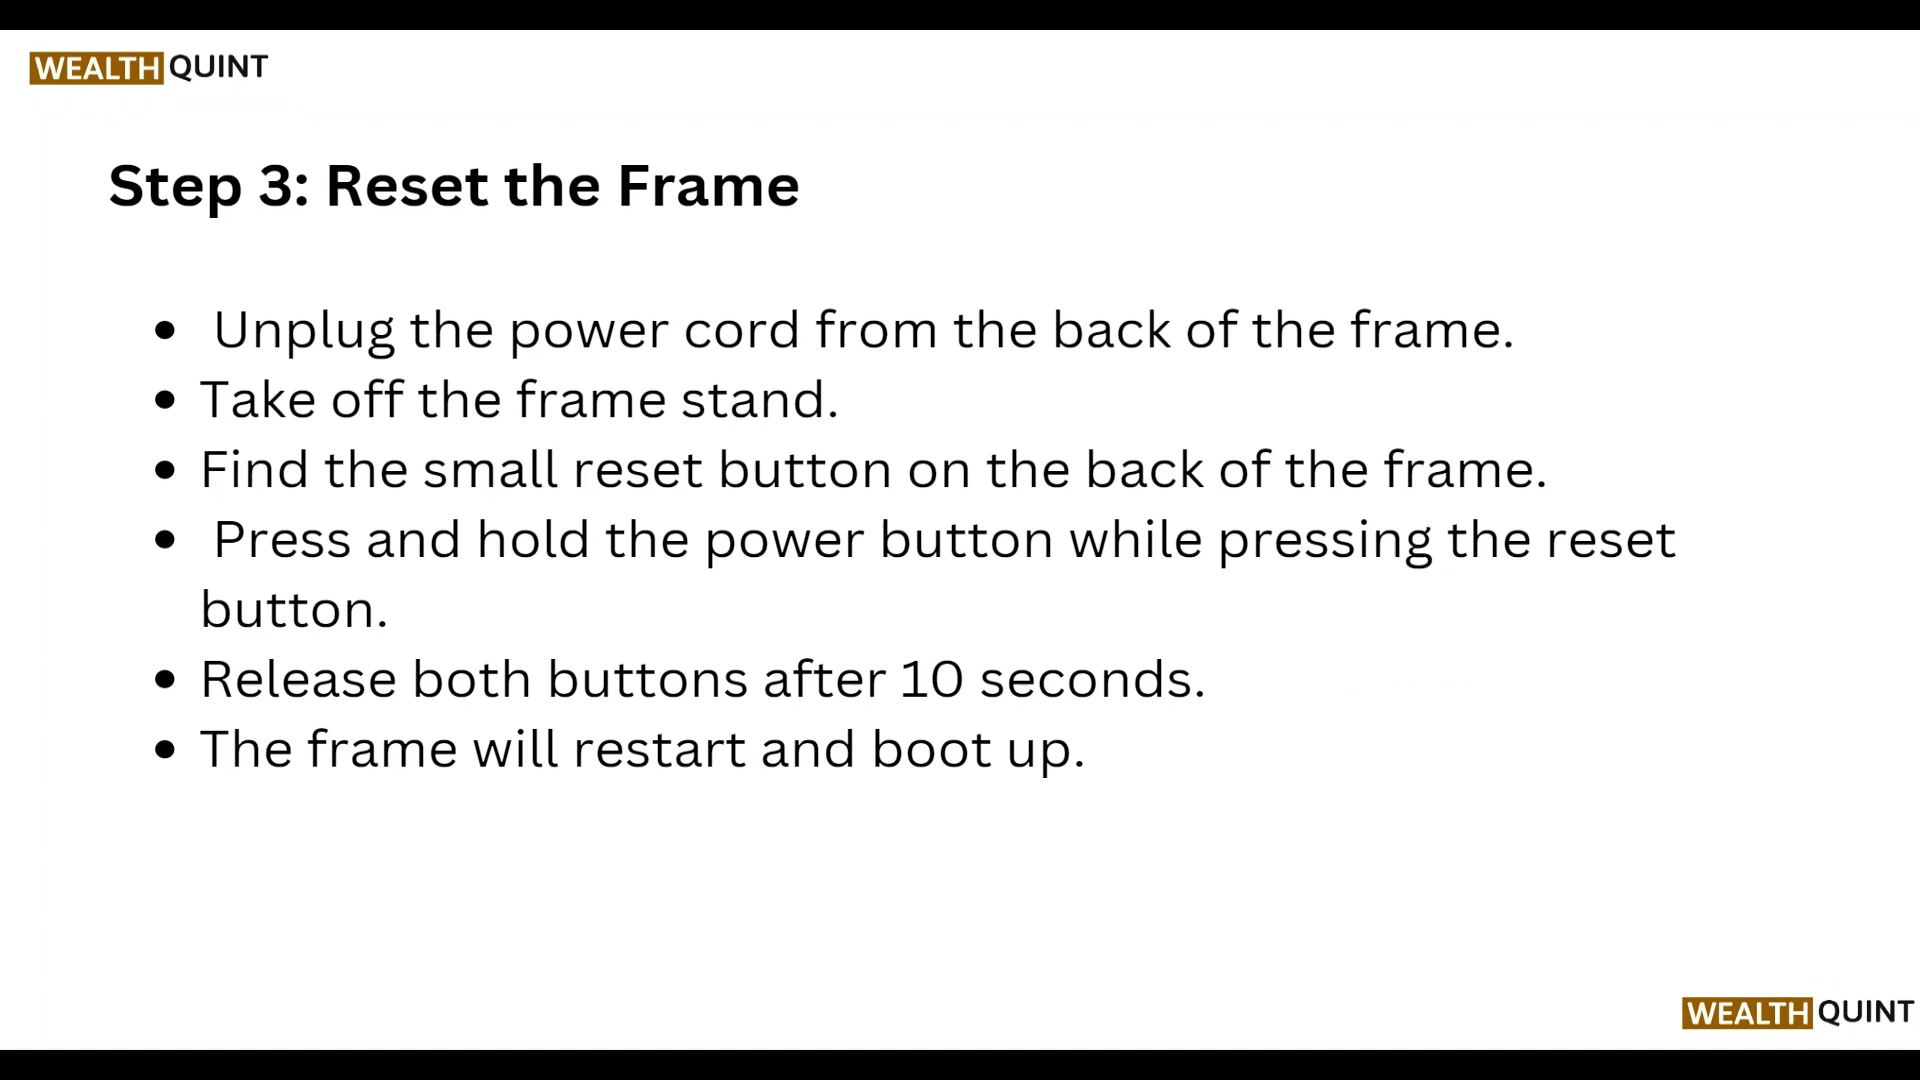 WEALTH QUINT
Step 3: Reset the Frame
• Unplug the power cord from the back of the frame.
• Take off the frame stand.
• Find the small reset button on the back of the frame.
• Press and hold the power button while pressing the reset
button.
• Release both buttons after 10 seconds.
• The frame will restart and boot up.
WEALTH QUINT